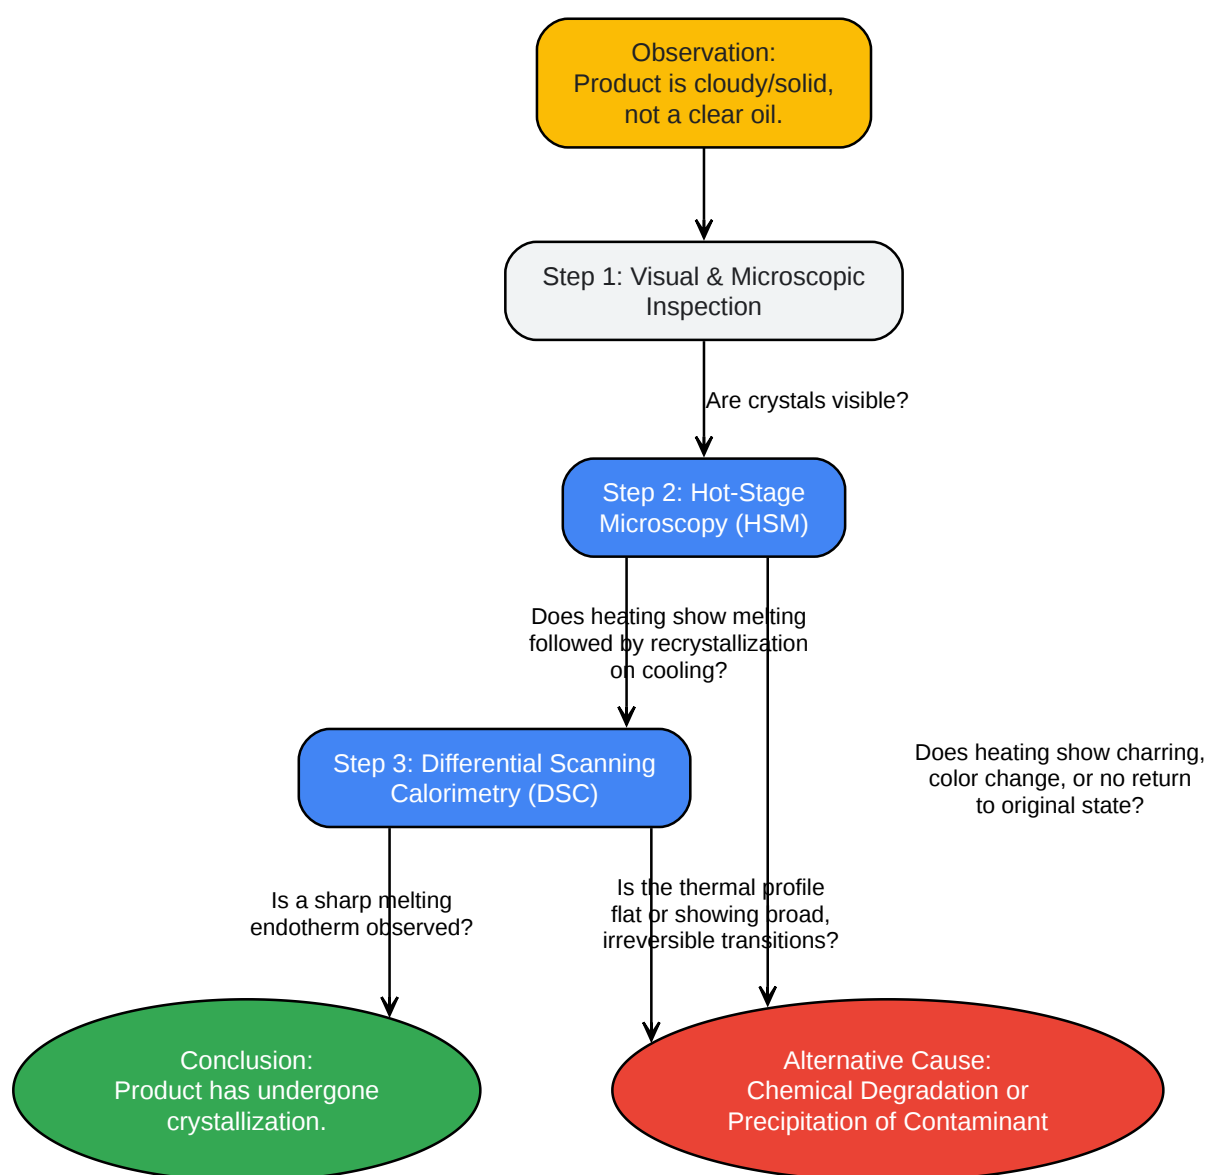 Observation:
Product is cloudy/solid,
not a clear oil.
Step 1: Visual & Microscopic
Inspection
Are crystals visible?
Step 2: Hot-Stage
Microscopy (HSM)
Does heating show melting
followed by recrystallization
on cooling?
Step 3: Differential Scanning
Calorimetry (DSC)
Does heating show charring,
color change, or no return
to original state?
Is a sharp melting
endotherm observed?
Is the thermal profile
flat or showing broad,
irreversible transitions?
Conclusion:
Product has undergone
crystallization.
Alternative Cause:
Chemical Degradation or
Precipitation of Contaminant